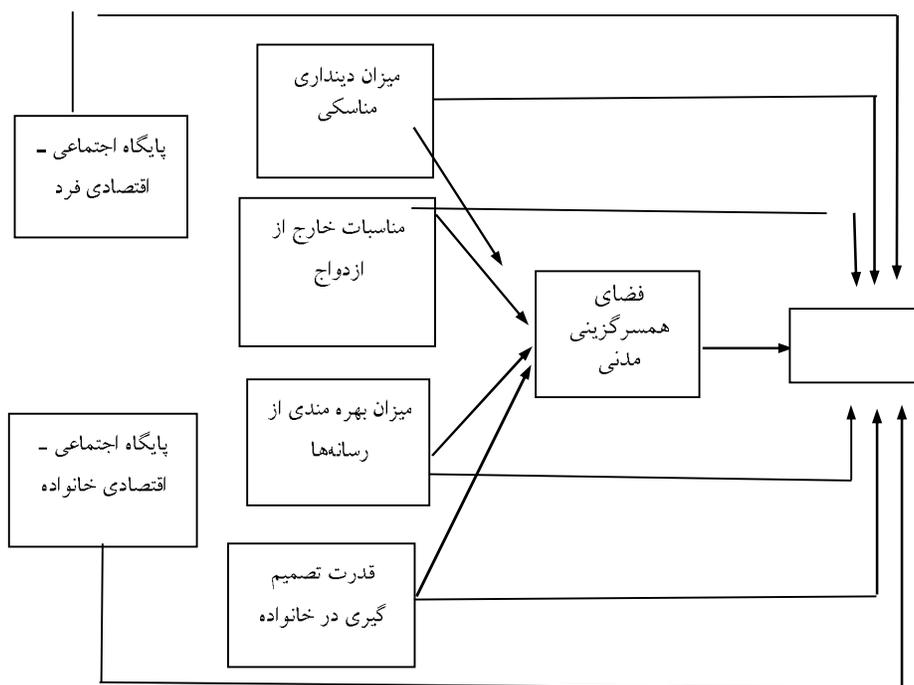 میزان دینداری
مناسکی
پایگاه اجتماعی –
اقتصادی فرد
مناسبات خارج از
ازدواج
فضای
همسرگزینی
مدنی
میزان بهره مندی از
رسانه‌ها
پایگاه اجتماعی –
اقتصادی خانواده
قدرت تصمیم
گیری در خانواده